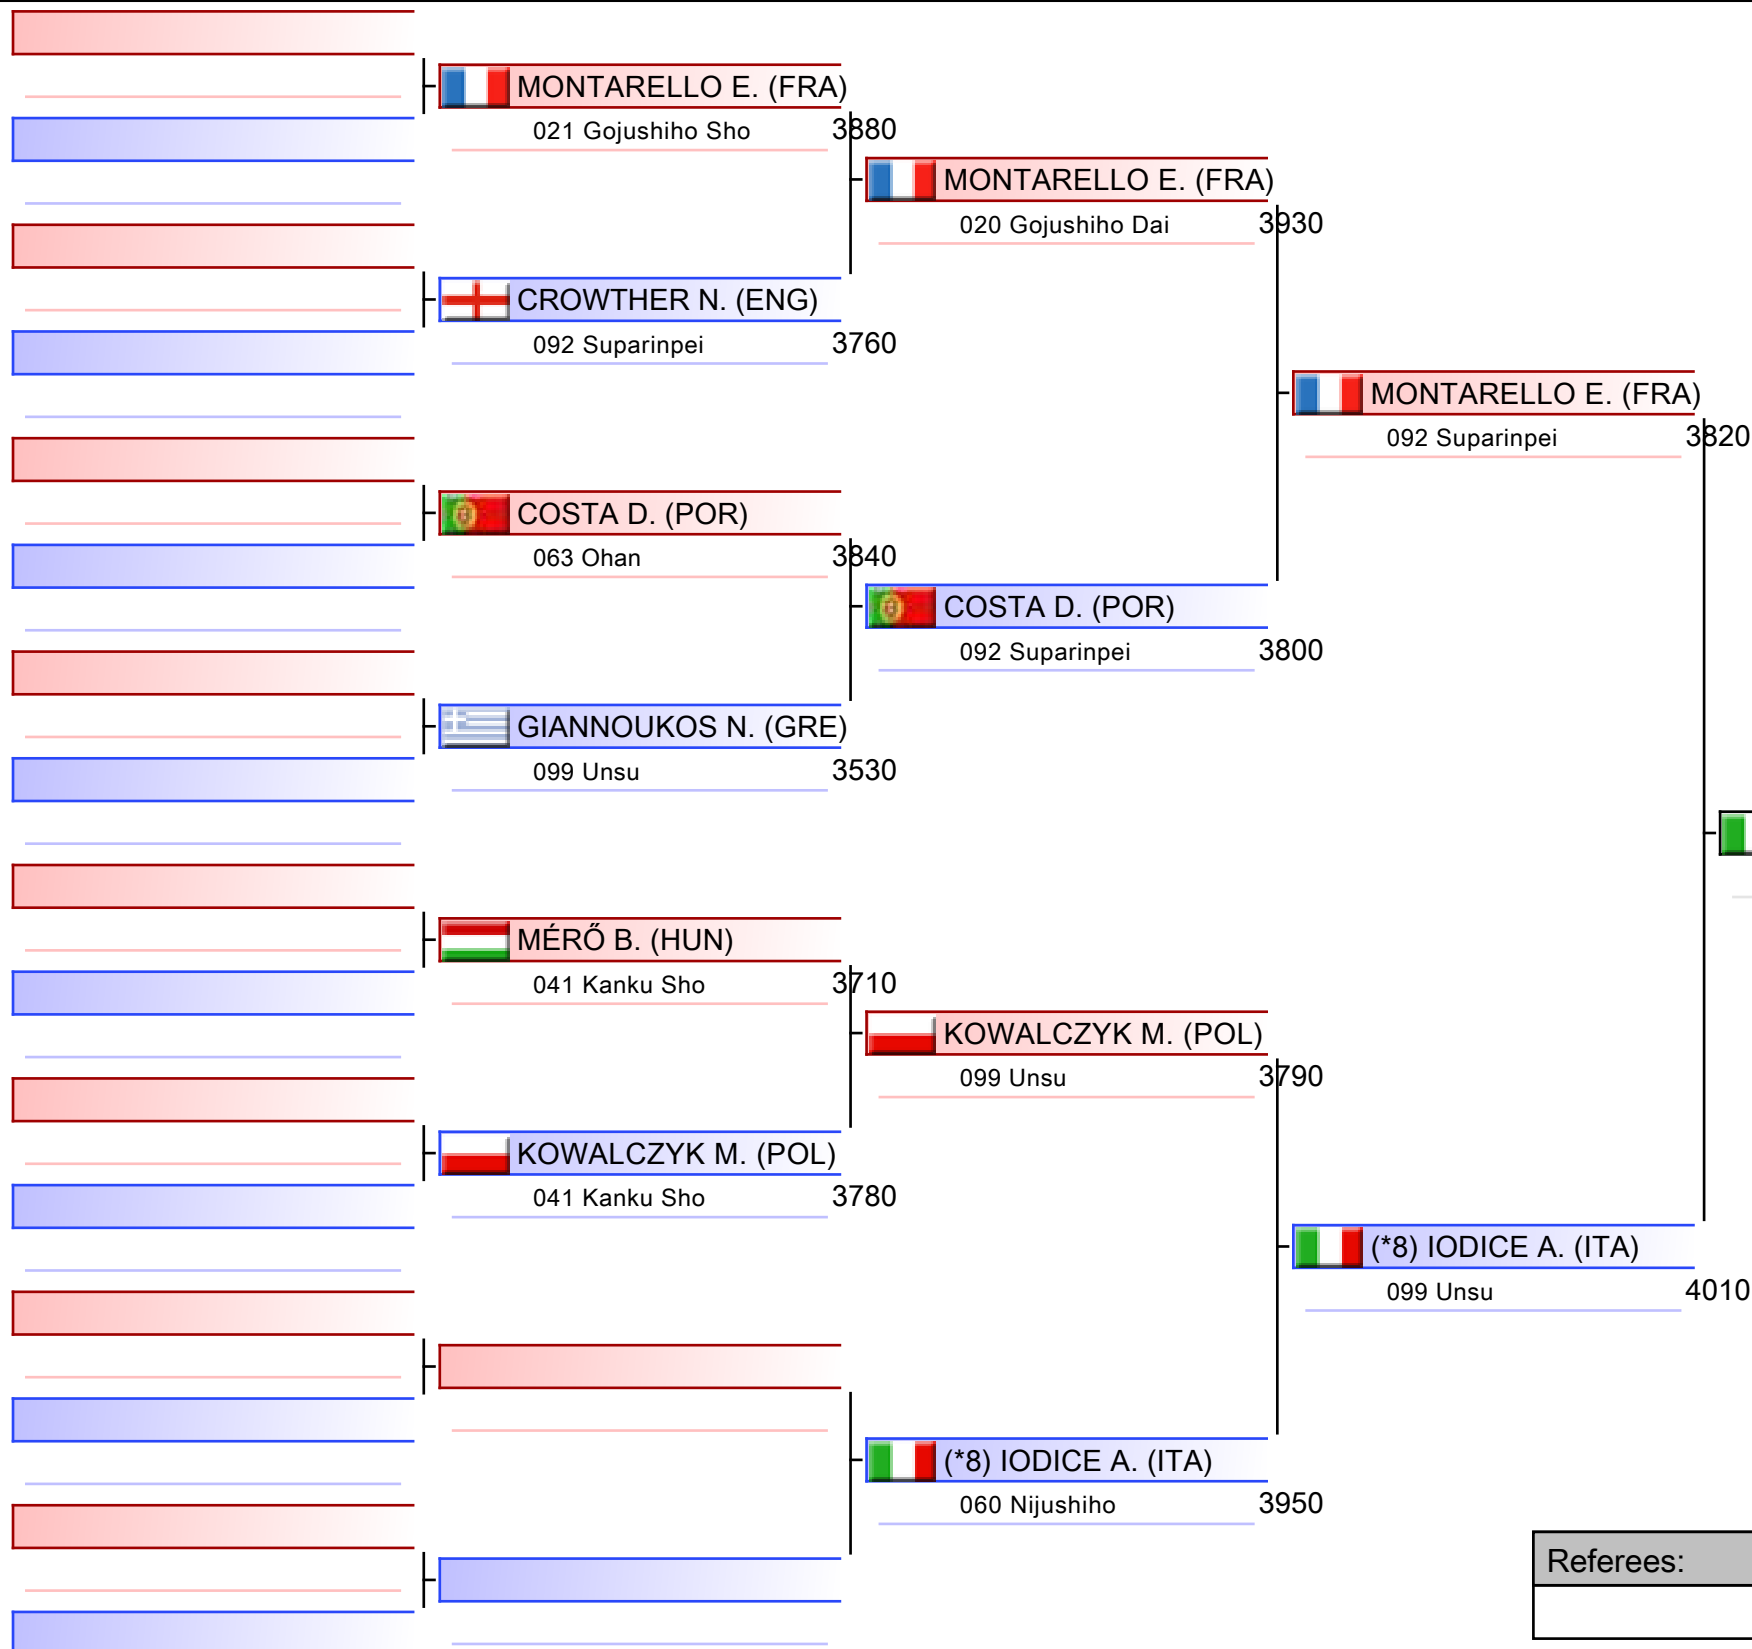 MONTARELLO E. (FRA)
021 Gojushiho Sho 3880
MONTARELLO E. (FRA)
020 Gojushiho Dai 3930
CROWTHER N. (ENG)
092 Suparinpei 3760
MONTARELLO E. (FRA)
092 Suparinpei 3820
COSTA D. (POR)
063 Ohan 3840
COSTA D. (POR)
092 Suparinpei 3800
GIANNOUKOS N. (GRE)
099 Unsu 3530
MÉRŐ B. (HUN)
041 Kanku Sho 3710
KOWALCZYK M. (POL)
099 Unsu 3790
KOWALCZYK M. (POL)
041 Kanku Sho 3780
(*8) IODICE A. (ITA)
099 Unsu 4010
(*8) IODICE A. (ITA)
060 Nijushiho 3950
Referees: